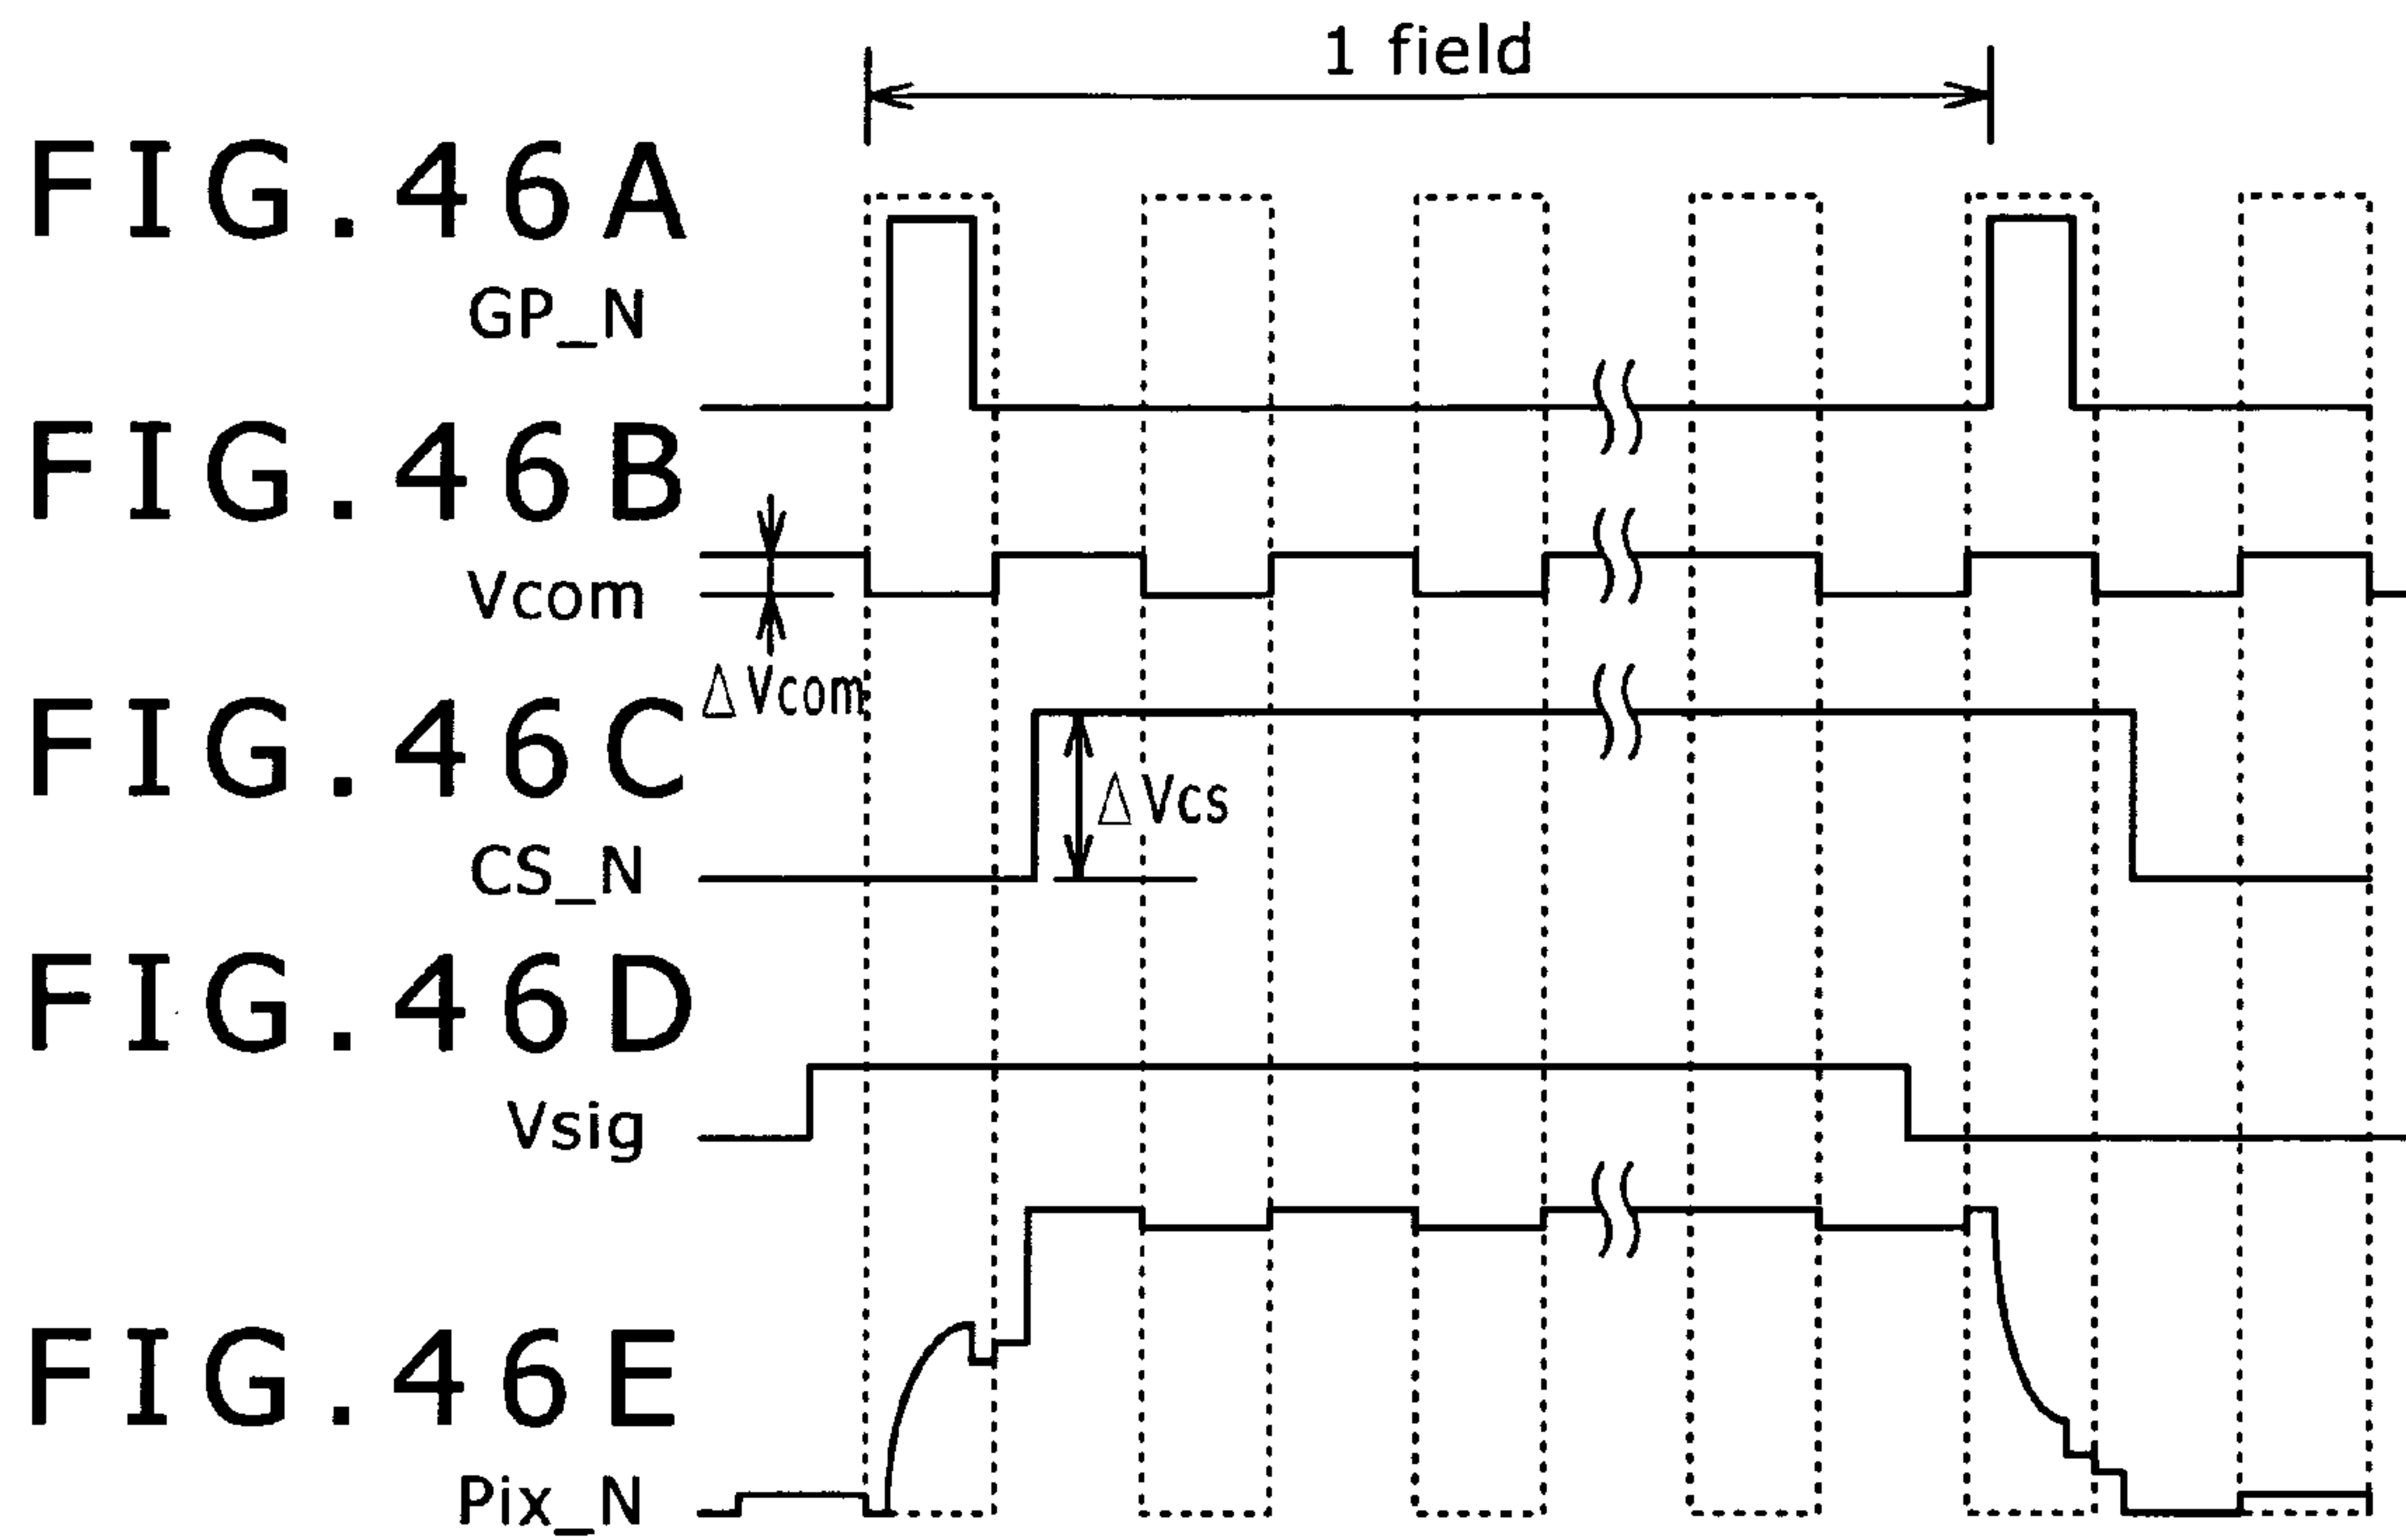 1 field
FIG.46A
GP_N
FIG.46B
Vcom
ΔVcom
FIG.46C
ΔVcs
CS_N
FIG.46D
Vsig
FIG.46E
Pix_N